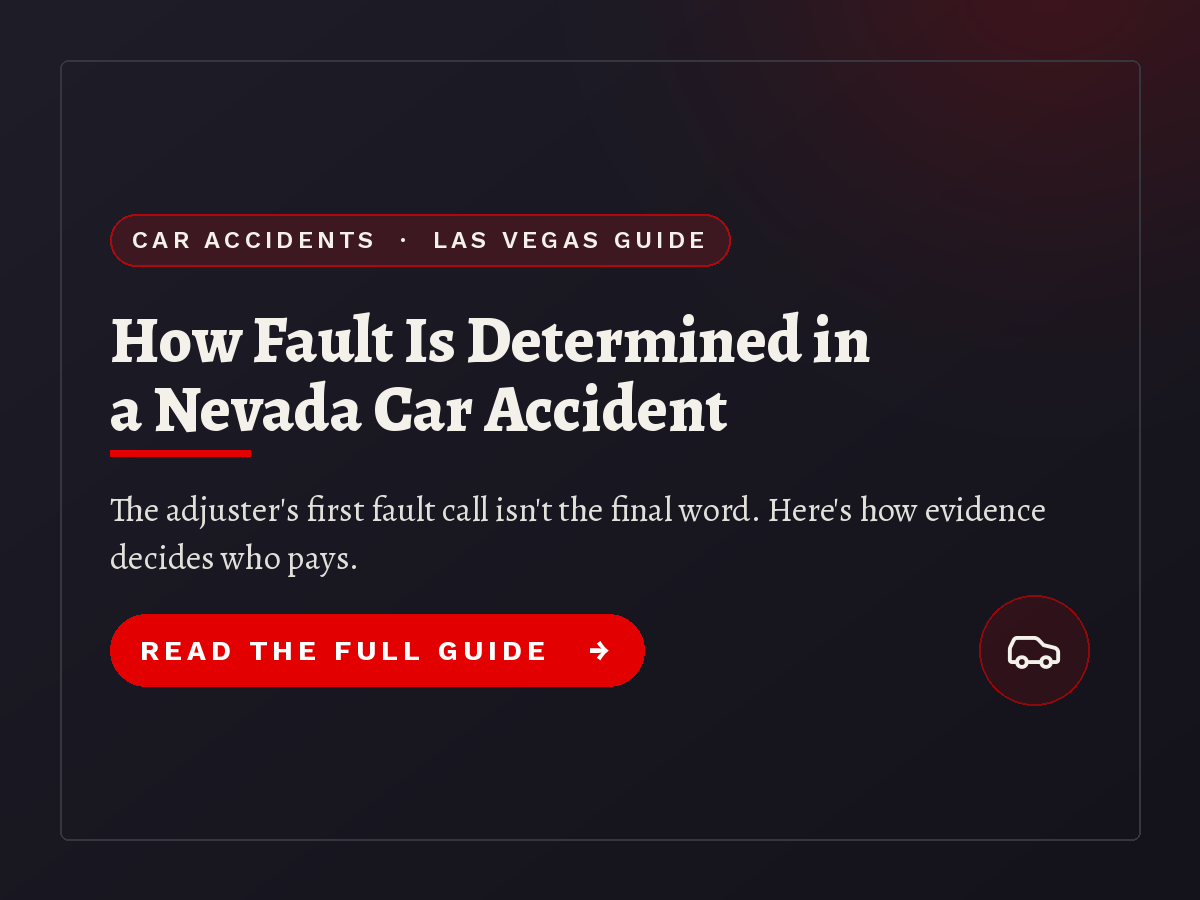 CAR ACCIDENTS · LAS VEGAS GUIDE
How Fault Is Determined in
a Nevada Car Accident
The adjuster's first fault call isn't the final word. Here's how evidence
decides who pays.
READ THE FULL GUIDE →